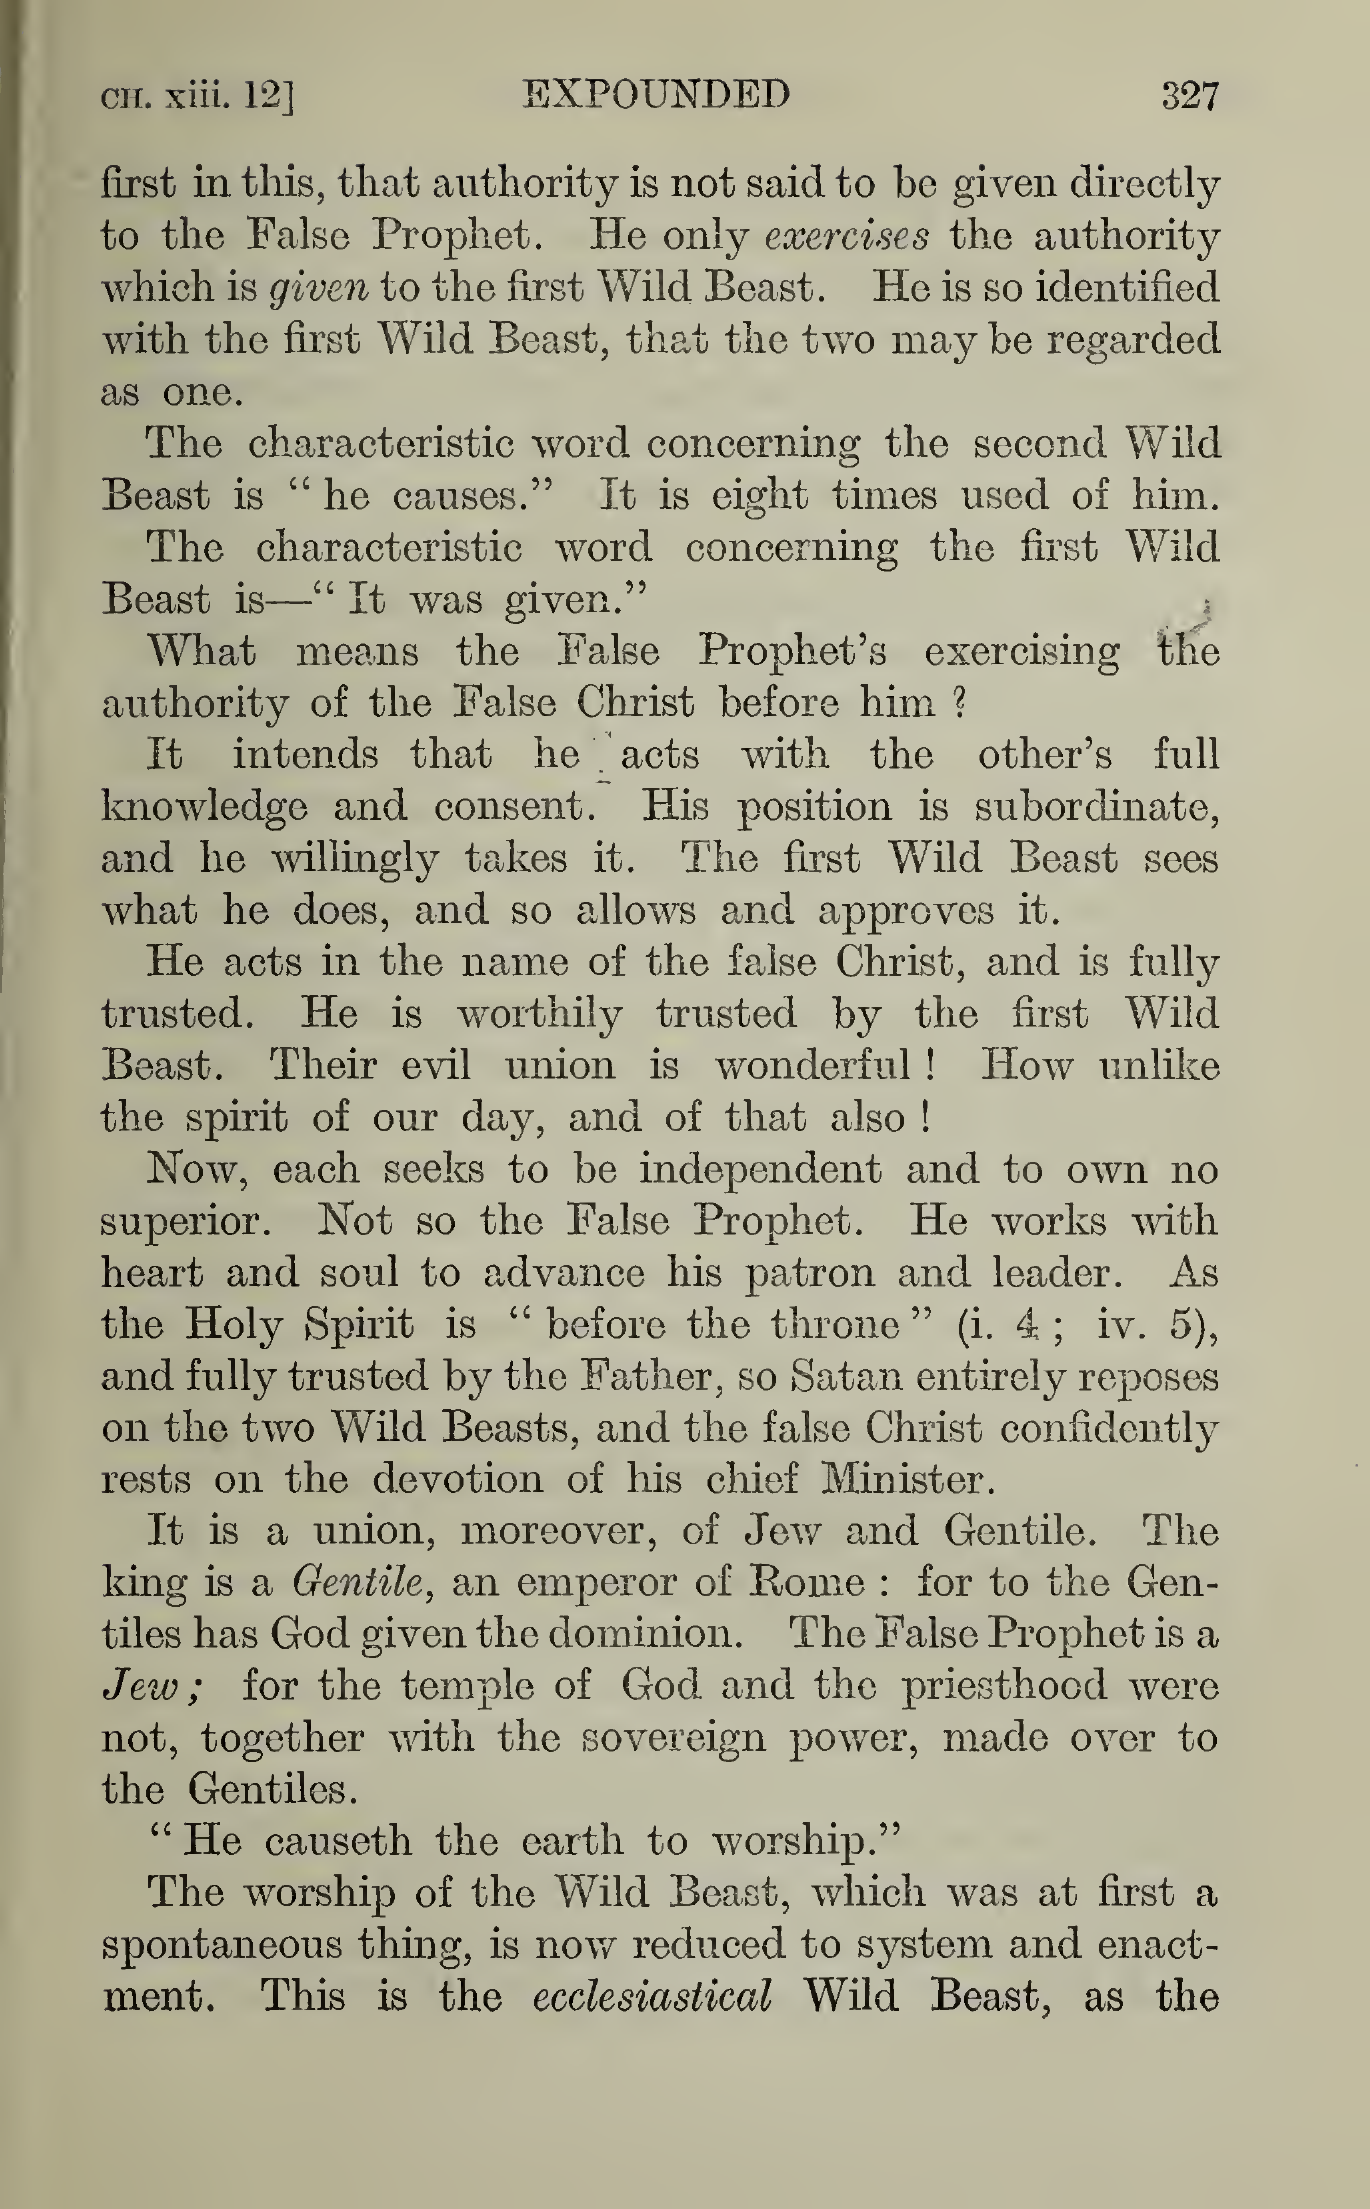 CH. xiii. 12] EXPOUNDED 327
first in this, that authority is not said to be given directly
to the False Prophet. He only exercises the authority
which is given to the first Wild Beast. He is so identified
with the first Wild Beast, that the two may be regarded
as one.
The characteristic word concerning the second Wild
Beast is “ he causes.” It is eight times used of him.
The characteristic word concerning the first Wild
Beast is—“ It was given.”
What means the False Prophet’s exercising the
authority of the False Christ before him ?
It intends that he acts with the other’s full
knowledge and consent. His position is subordinate,
and he willingly takes it. The first Wild Beast sees
what he does, and so allows and approves it.
He acts in the name of the false Christ, and is fully
trusted. He is worthily trusted by the first Wild
Beast. Their evil union is wonderful ! How unlike
the spirit of our day, and of that also !
Now, each seeks to be independent and to own no
superior. Not so the False Prophet. He works with
heart and soul to advance his patron and leader. As
the Holy Spirit is “ before the throne ” (i. 4 ; iv. 5),
and fully trusted by the Father, so Satan entirely reposes
on the two Wild Beasts, and the false Christ confidently
rests on the devotion of his chief Minister.
It is a union, moreover, of Jew and Gentile. The
king is a Gentile, an emperor of Rome : for to the Gen-
tiles has God given the dominion. The False Prophet is a
Jew ; for the temple of God and the priesthood were
not, together with the sovereign power, made over to
the Gentiles.
“ He causeth the earth to worship.”
The worship of the Wild Beast, which was at first a
spontaneous thing, is now reduced to system and enact-
ment. This is the ecclesiastical Wild Beast, as the